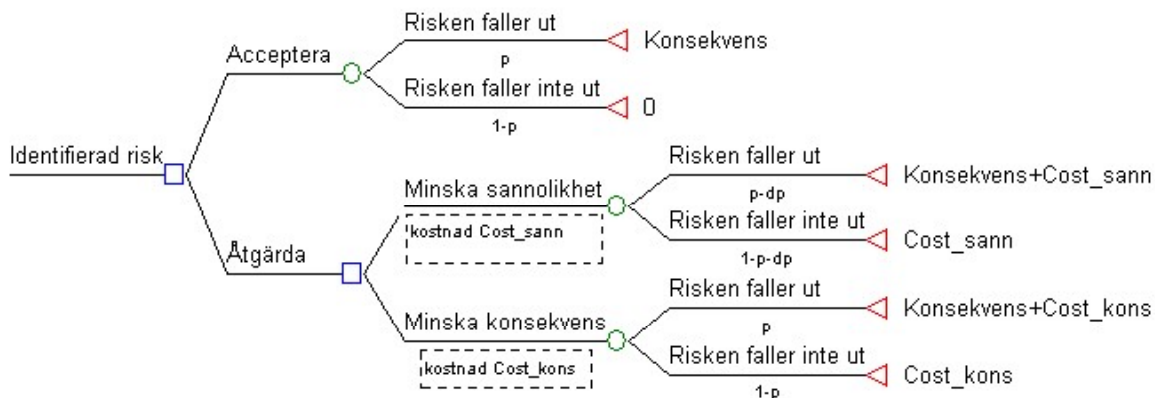 Risken faller ut
Konsekvens
p
Acceptera
Risken faller inte ut
0
1-p
Identifierad risk
Risken faller ut
Konsekvens+Cost_sann
p-dp
Minska sannolikhet
kostnad Cost_sann
Risken faller inte ut
Cost_sann
1-p-dp
Åtgärda
Risken faller ut
Konsekvens+Cost_kons
p
Minska konsekvens
kostnad Cost_kons
Risken faller inte ut
Cost_kons
1-p